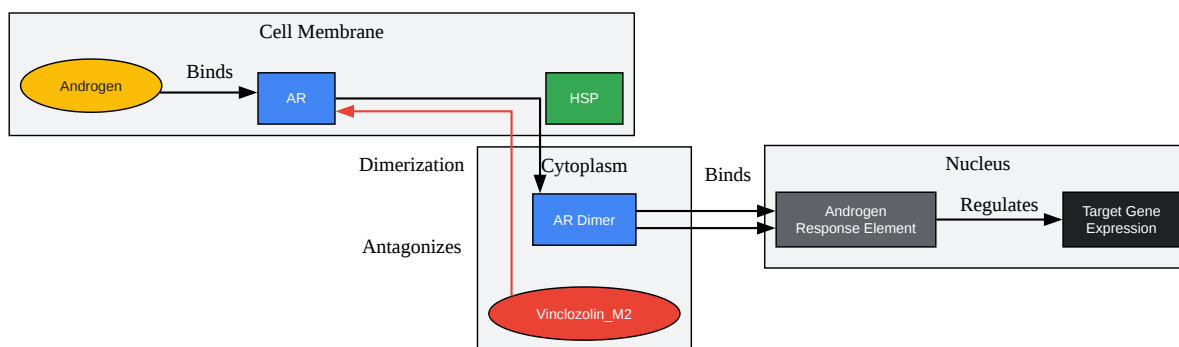 Cell Membrane
Androgen
Binds
AR
HSP
Dimerization
Cytoplasm
Antagonizes
AR Dimer
Vinclozolin_M2
Binds
Nucleus
Androgen
Response Element
Regulates
Target Gene
Expression